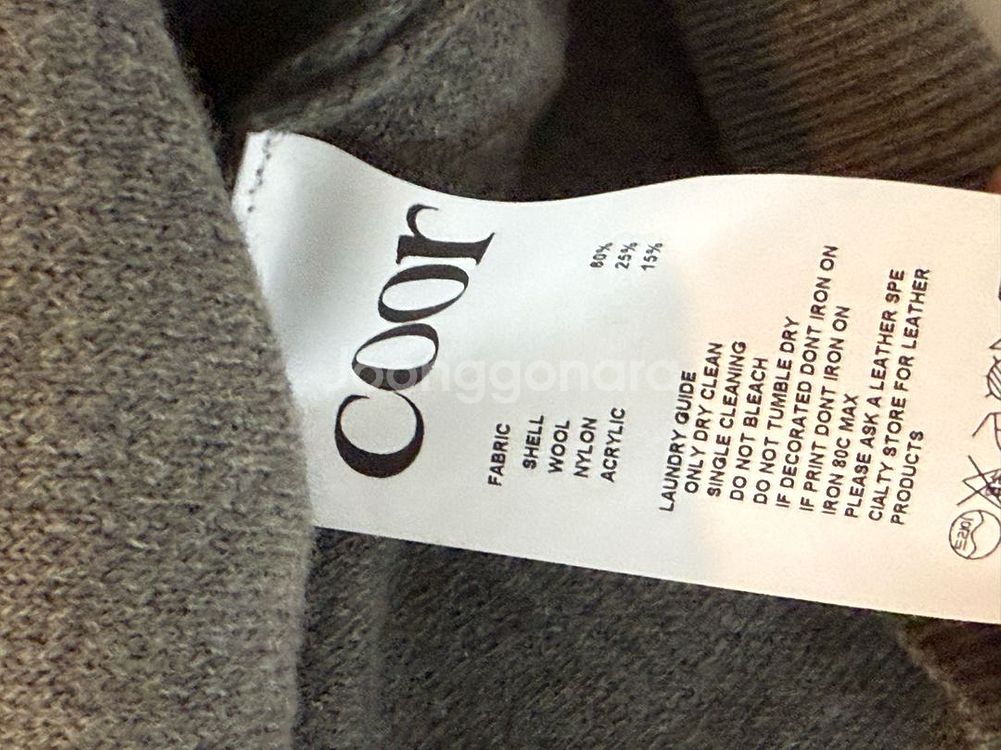 Coor
FABRIC
SHELL
WOOL 60%
NYLON 25%
ACRYLIC 15%
LAUNDRY GUIDE
ONLY DRY CLEAN
SINGLE CLEANING
DO NOT BLEACH
DO NOT TUMBLE DRY
IF DECORATED DONT IRON ON
IF PRINT DONT IRON ON
IRON 80C MAX
PLEASE ASK A LEATHER SPE
CIALTY STORE FOR LEATHER
PRODUCTS
Joonggonara